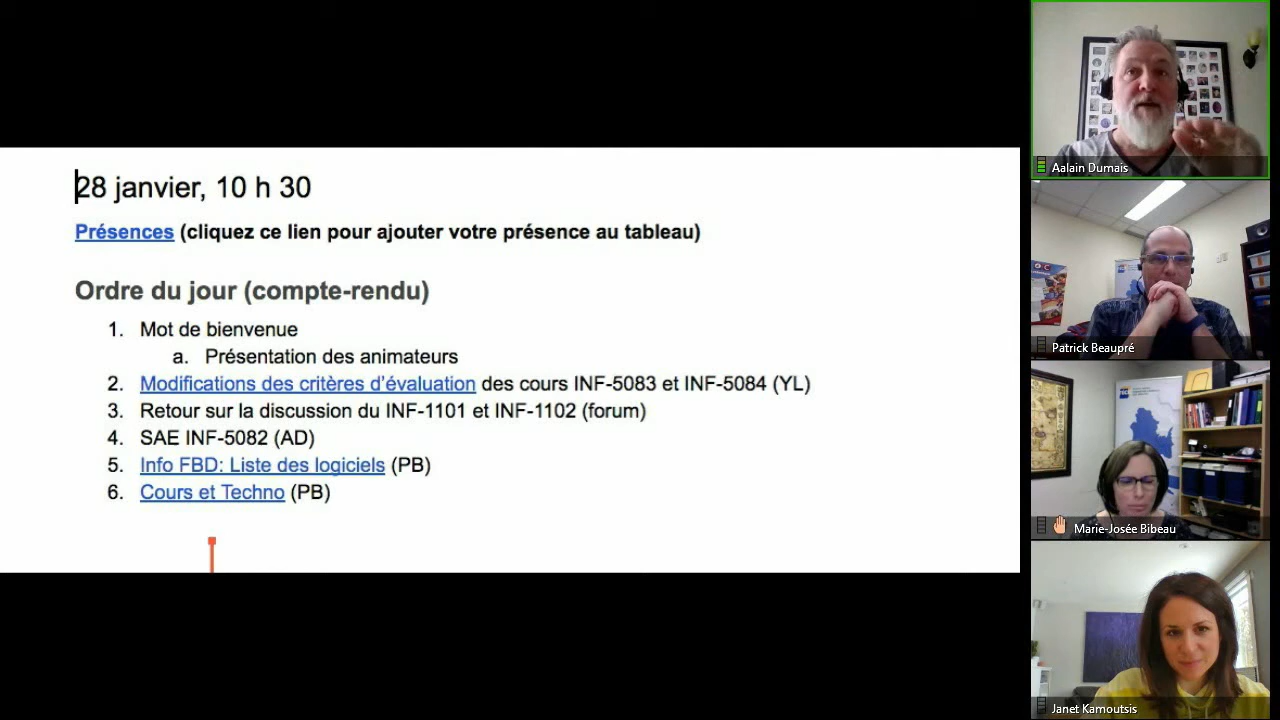 28 janvier, 10 h 30
Présences (cliquez ce lien pour ajouter votre présence au tableau)
Ordre du jour (compte-rendu)
1. Mot de bienvenue
a. Présentation des animateurs
2. Modifications des critères d'évaluation des cours INF-5083 et INF-5084 (YL)
3. Retour sur la discussion du INF-1101 et INF-1102 (forum)
4. SAE INF-5082 (AD)
5. Info FBD: Liste des logiciels (PB)
6. Cours et Techno (PB)
Aalain Dumais
Patrick Beaupré
Marie-Josée Bibeau
Janet Kamoutsis